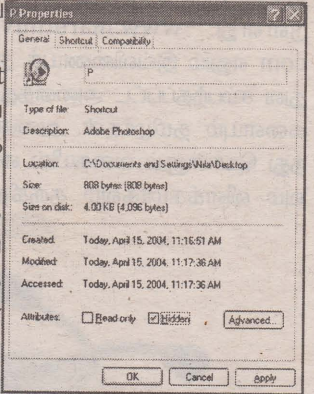 P Properties
General Shortcut Compatibility
P
Type of file: Shortcut
Description: Adobe Photoshop
Location: C:\Documents and Settings\Nila\Desktop
Size: 808 bytes (808 bytes)
Size on disk: 4.00 KB (4,096 bytes)
Created: Today, April 15, 2004, 11:16:51 AM
Modified: Today, April 15, 2004, 11:17:36 AM
Accessed: Today, April 15, 2004, 11:17:36 AM
Attributes: Read only Hidden Advanced...
OK Cancel Apply